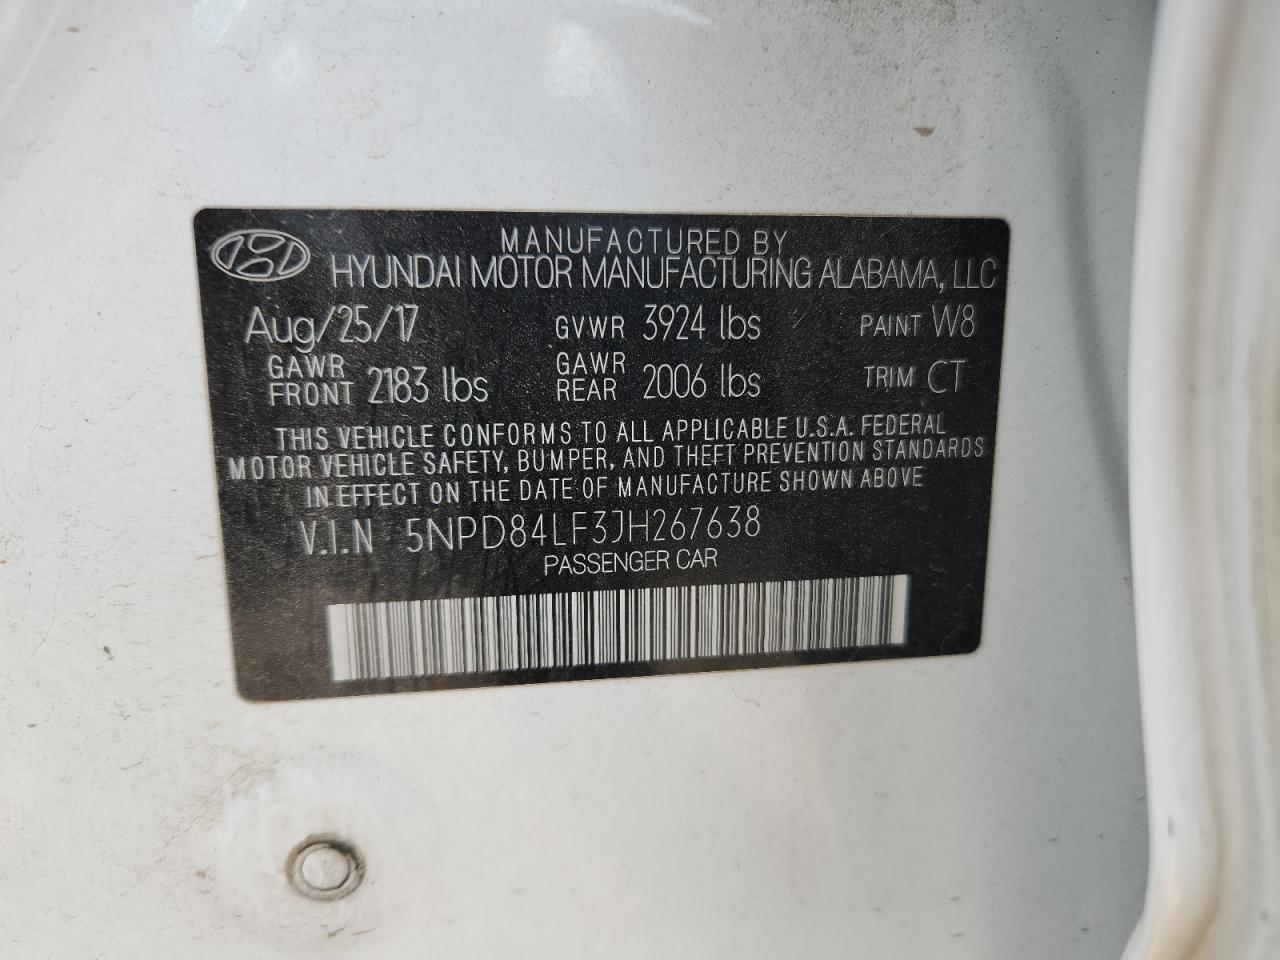 MANUFACTURED BY
HYUNDAI MOTOR MANUFACTURING ALABAMA, LLC
Aug/25/17 GVWR 3924 lbs PAINT W8
GAWR FRONT 2183 lbs GAWR REAR 2006 lbs TRIM CT
THIS VEHICLE CONFORMS TO ALL APPLICABLE U.S.A. FEDERAL
MOTOR VEHICLE SAFETY, BUMPER, AND THEFT PREVENTION STANDARDS
IN EFFECT ON THE DATE OF MANUFACTURE SHOWN ABOVE
V.I.N 5NPD84LF3JH267638
PASSENGER CAR